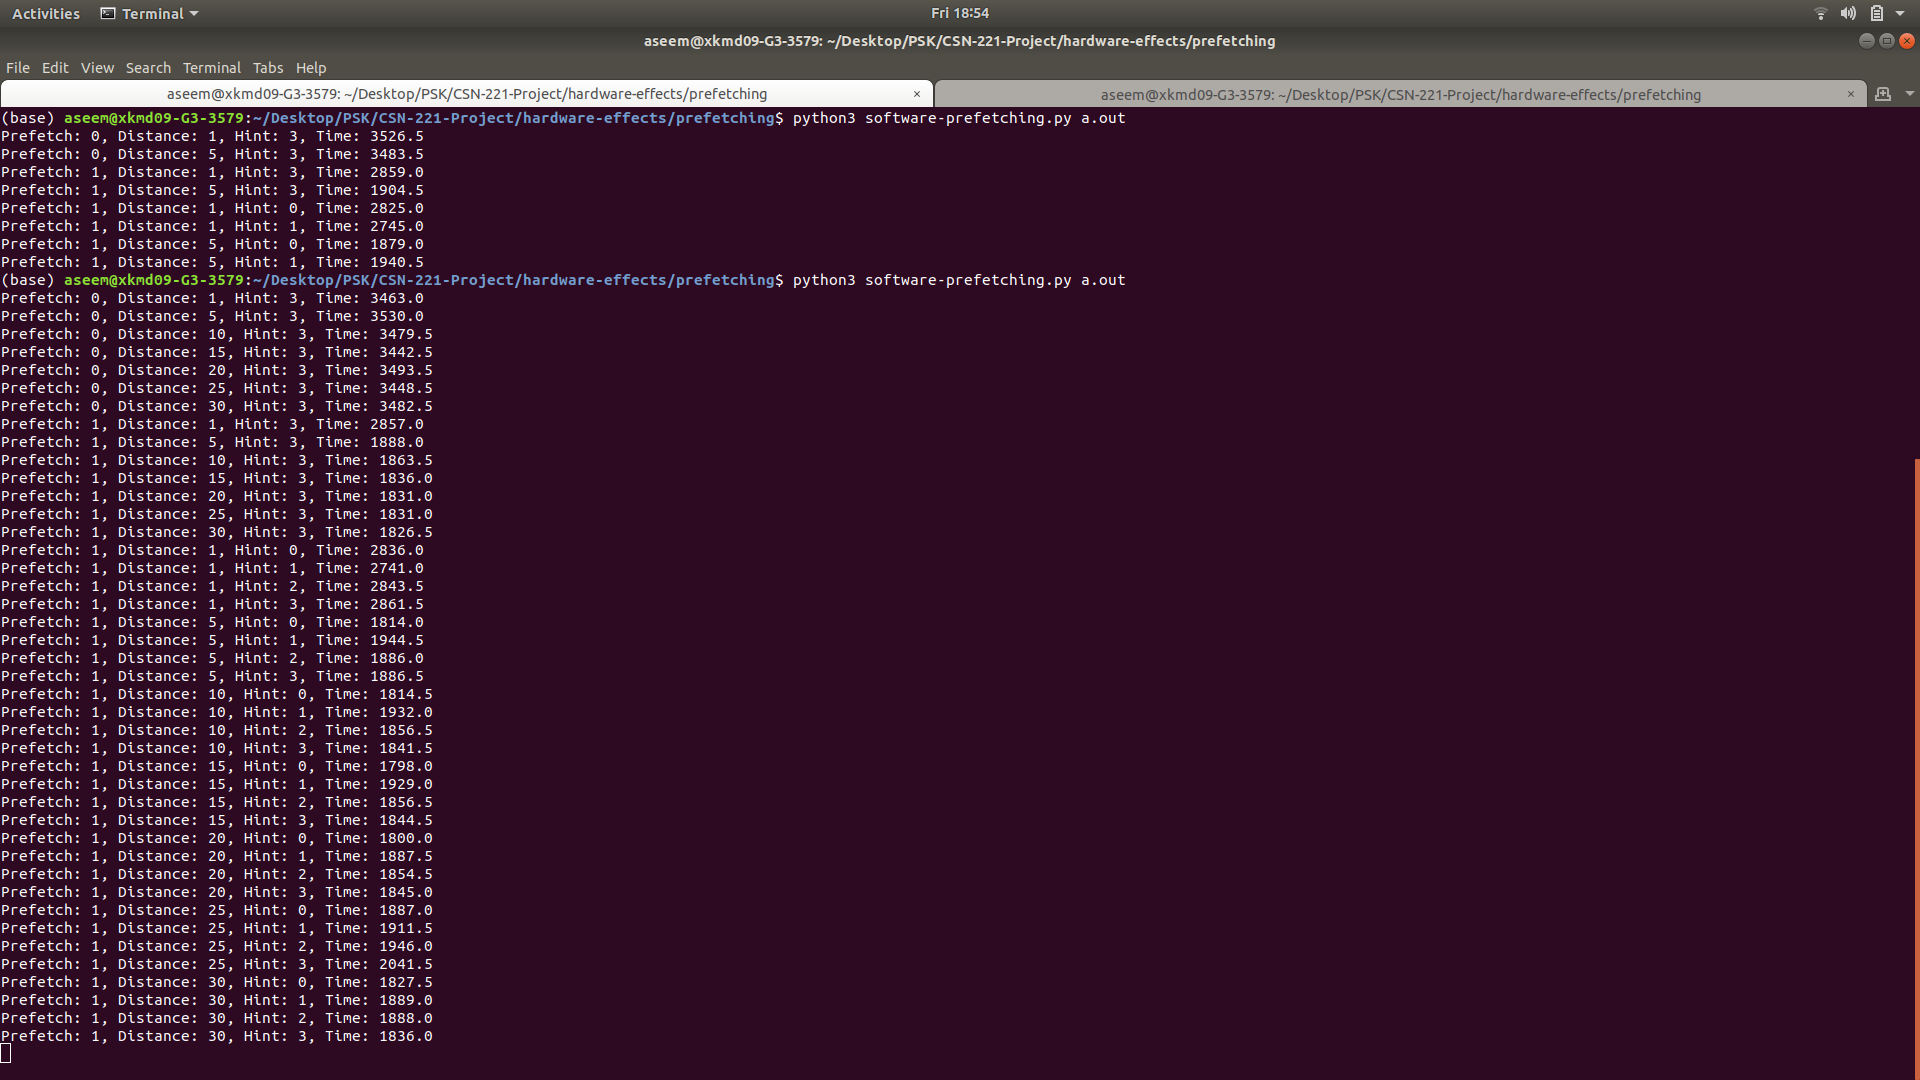 Activities Terminal Fri 18:54
aseem@xkmd09-G3-3579: ~/Desktop/PSK/CSN-221-Project/hardware-effects/prefetching
File Edit View Search Terminal Tabs Help
aseem@xkmd09-G3-3579: ~/Desktop/PSK/CSN-221-Project/hardware-effects/prefetching × aseem@xkmd09-G3-3579: ~/Desktop/PSK/CSN-221-Project/hardware-effects/prefetching ×
(base) aseem@xkmd09-G3-3579:~/Desktop/PSK/CSN-221-Project/hardware-effects/prefetching$ python3 software-prefetching.py a.out
Prefetch: 0, Distance: 1, Hint: 3, Time: 3526.5
Prefetch: 0, Distance: 5, Hint: 3, Time: 3483.5
Prefetch: 1, Distance: 1, Hint: 3, Time: 2859.0
Prefetch: 1, Distance: 5, Hint: 3, Time: 1904.5
Prefetch: 1, Distance: 1, Hint: 0, Time: 2825.0
Prefetch: 1, Distance: 1, Hint: 1, Time: 2745.0
Prefetch: 1, Distance: 5, Hint: 0, Time: 1879.0
Prefetch: 1, Distance: 5, Hint: 1, Time: 1940.5
(base) aseem@xkmd09-G3-3579:~/Desktop/PSK/CSN-221-Project/hardware-effects/prefetching$ python3 software-prefetching.py a.out
Prefetch: 0, Distance: 1, Hint: 3, Time: 3463.0
Prefetch: 0, Distance: 5, Hint: 3, Time: 3530.0
Prefetch: 0, Distance: 10, Hint: 3, Time: 3479.5
Prefetch: 0, Distance: 15, Hint: 3, Time: 3442.5
Prefetch: 0, Distance: 20, Hint: 3, Time: 3493.5
Prefetch: 0, Distance: 25, Hint: 3, Time: 3448.5
Prefetch: 0, Distance: 30, Hint: 3, Time: 3482.5
Prefetch: 1, Distance: 1, Hint: 3, Time: 2857.0
Prefetch: 1, Distance: 5, Hint: 3, Time: 1888.0
Prefetch: 1, Distance: 10, Hint: 3, Time: 1863.5
Prefetch: 1, Distance: 15, Hint: 3, Time: 1836.0
Prefetch: 1, Distance: 20, Hint: 3, Time: 1831.0
Prefetch: 1, Distance: 25, Hint: 3, Time: 1831.0
Prefetch: 1, Distance: 30, Hint: 3, Time: 1826.5
Prefetch: 1, Distance: 1, Hint: 0, Time: 2836.0
Prefetch: 1, Distance: 1, Hint: 1, Time: 2741.0
Prefetch: 1, Distance: 1, Hint: 2, Time: 2843.5
Prefetch: 1, Distance: 1, Hint: 3, Time: 2861.5
Prefetch: 1, Distance: 5, Hint: 0, Time: 1814.0
Prefetch: 1, Distance: 5, Hint: 1, Time: 1944.5
Prefetch: 1, Distance: 5, Hint: 2, Time: 1886.0
Prefetch: 1, Distance: 5, Hint: 3, Time: 1886.5
Prefetch: 1, Distance: 10, Hint: 0, Time: 1814.5
Prefetch: 1, Distance: 10, Hint: 1, Time: 1932.0
Prefetch: 1, Distance: 10, Hint: 2, Time: 1856.5
Prefetch: 1, Distance: 10, Hint: 3, Time: 1841.5
Prefetch: 1, Distance: 15, Hint: 0, Time: 1798.0
Prefetch: 1, Distance: 15, Hint: 1, Time: 1929.0
Prefetch: 1, Distance: 15, Hint: 2, Time: 1856.5
Prefetch: 1, Distance: 15, Hint: 3, Time: 1844.5
Prefetch: 1, Distance: 20, Hint: 0, Time: 1800.0
Prefetch: 1, Distance: 20, Hint: 1, Time: 1887.5
Prefetch: 1, Distance: 20, Hint: 2, Time: 1854.5
Prefetch: 1, Distance: 20, Hint: 3, Time: 1845.0
Prefetch: 1, Distance: 25, Hint: 0, Time: 1887.0
Prefetch: 1, Distance: 25, Hint: 1, Time: 1911.5
Prefetch: 1, Distance: 25, Hint: 2, Time: 1946.0
Prefetch: 1, Distance: 25, Hint: 3, Time: 2041.5
Prefetch: 1, Distance: 30, Hint: 0, Time: 1827.5
Prefetch: 1, Distance: 30, Hint: 1, Time: 1889.0
Prefetch: 1, Distance: 30, Hint: 2, Time: 1888.0
Prefetch: 1, Distance: 30, Hint: 3, Time: 1836.0